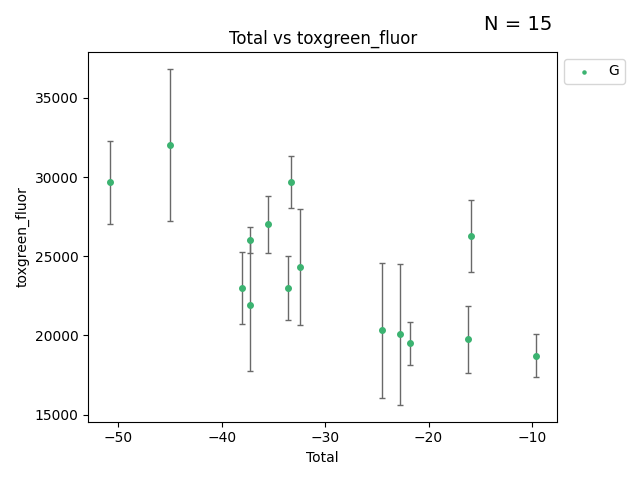 N = 15
Total vs toxgreen_fluor
G
toxgreen_fluor
35000
30000
25000
20000
15000
−50
−40
−30
−20
−10
Total